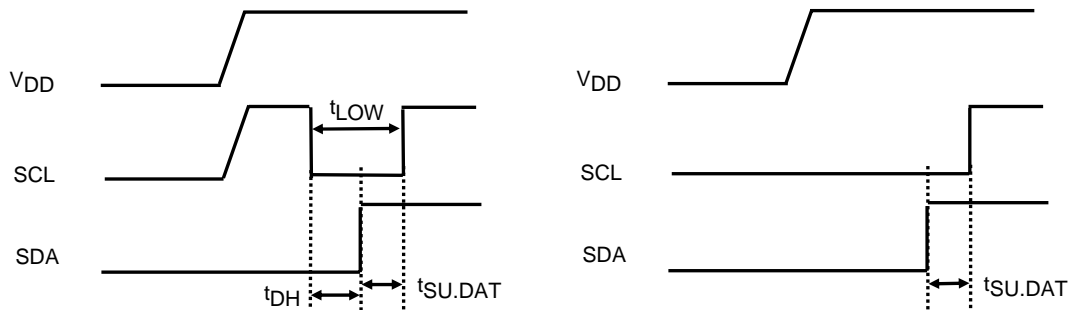 VDD
tLOW
SCL
SDA
tDH
tSU.DAT
VDD
SCL
SDA
tSU.DAT